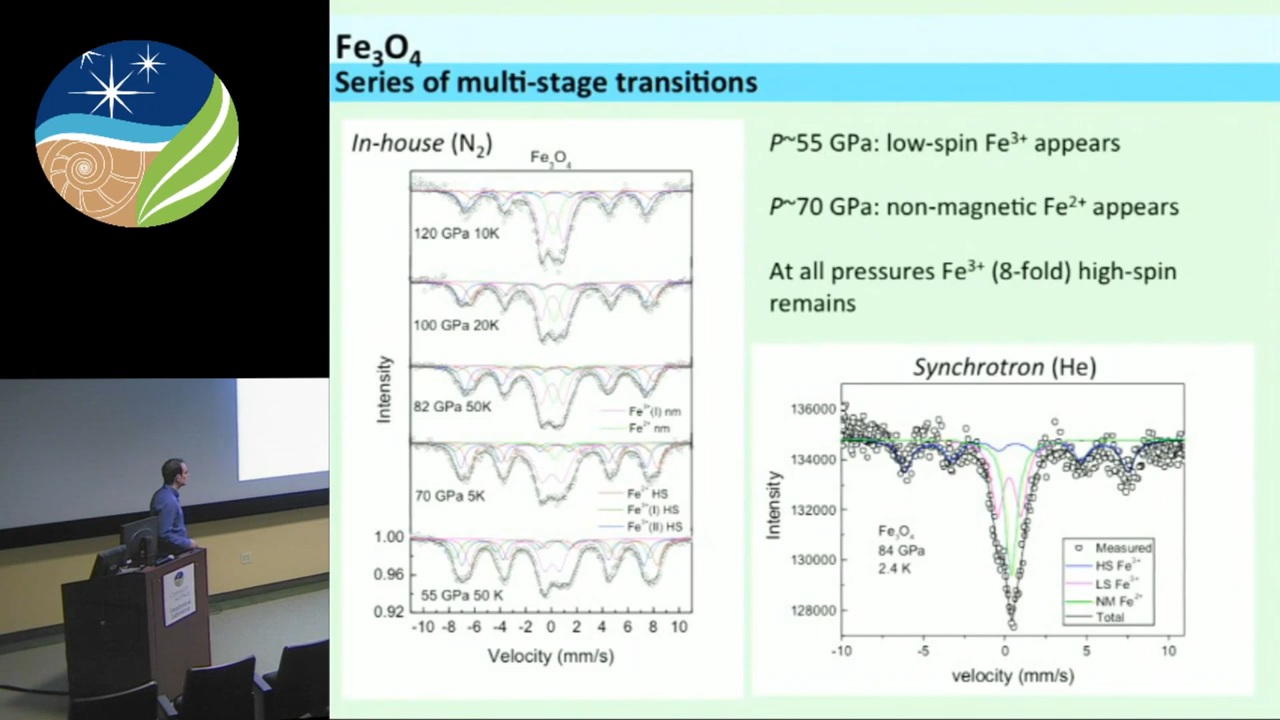 Fe₃O₄
Series of multi-stage transitions
In-house (N₂)
Fe₃O₄
120 GPa 10K
100 GPa 20K
82 GPa 50K
Fe³⁺(I) nm
Fe²⁺ nm
70 GPa 5K
Fe²⁺ HS
Fe³⁺(I) HS
Fe³⁺(II) HS
55 GPa 50 K
Intensity
1.00
0.96
0.92
-10 -8 -6 -4 -2 0 2 4 6 8 10
Velocity (mm/s)
P~55 GPa: low-spin Fe³⁺ appears
P~70 GPa: non-magnetic Fe²⁺ appears
At all pressures Fe³⁺ (8-fold) high-spin
remains
Synchrotron (He)
Intensity
136000
134000
132000
130000
128000
Fe₃O₄
84 GPa
2.4 K
Measured
HS Fe³⁺
LS Fe³⁺
NM Fe²⁺
Total
-10 -5 0 5 10
velocity (mm/s)